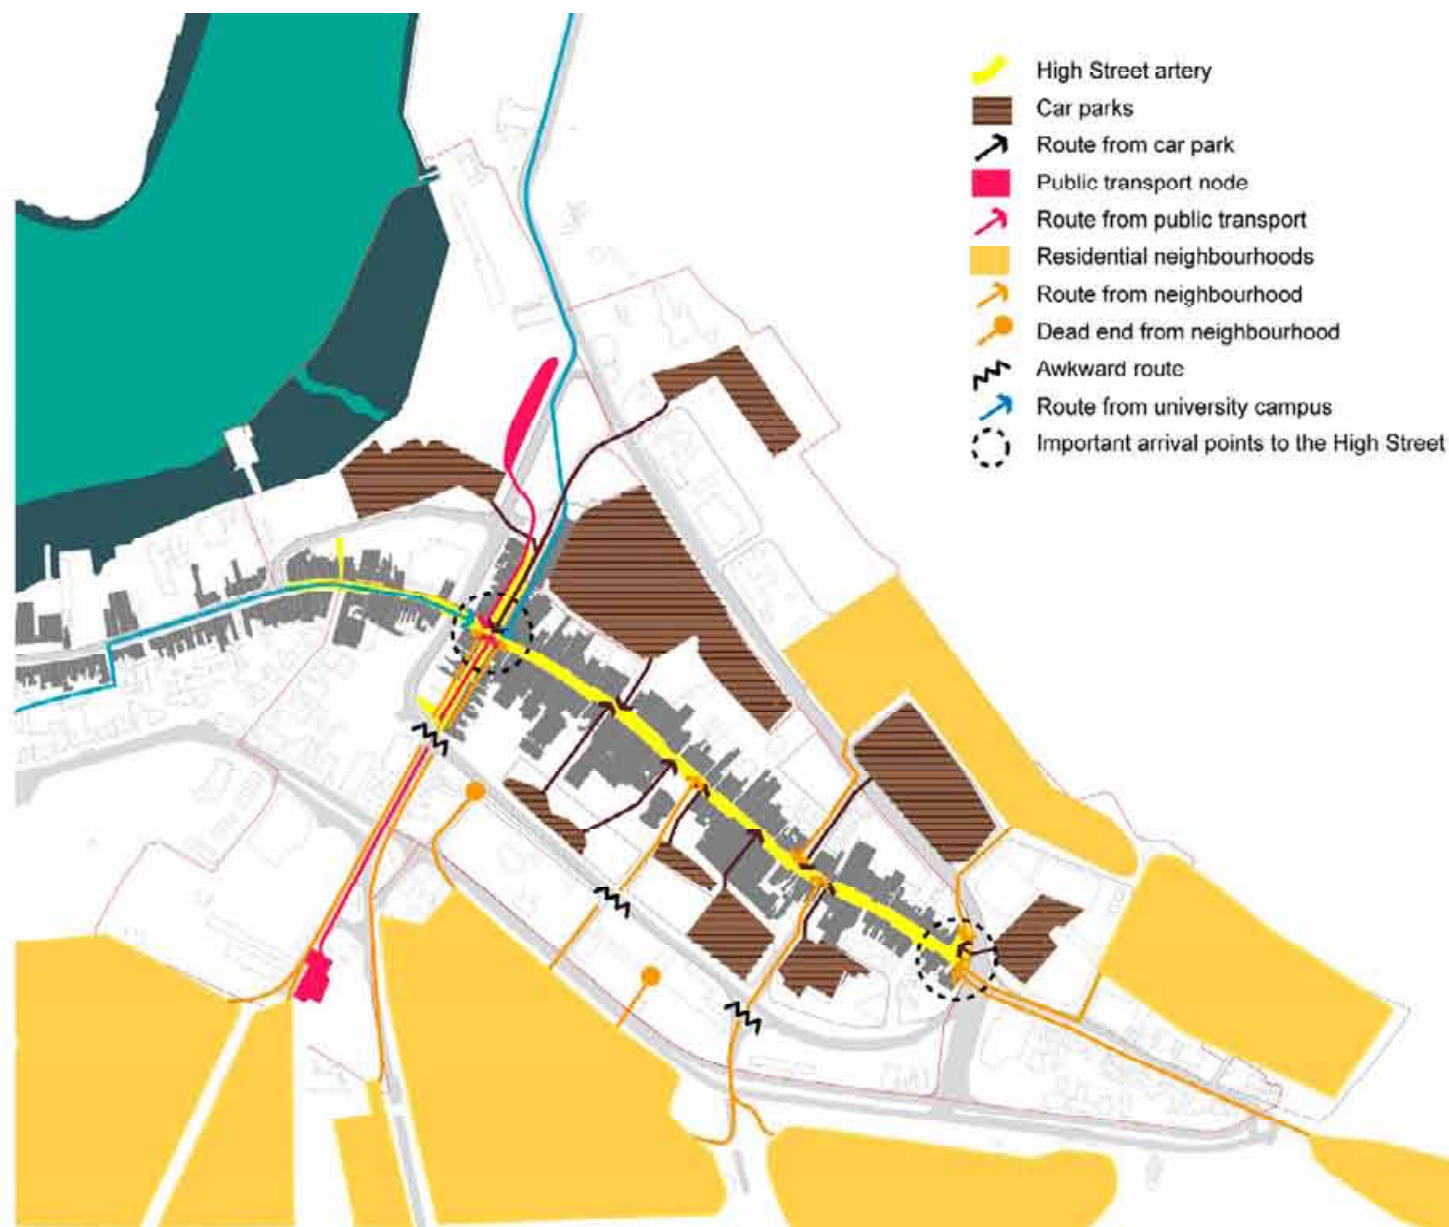 High Street artery
Car parks
Route from car park
Public transport node
Route from public transport
Residential neighbourhoods
Route from neighbourhood
Dead end from neighbourhood
Awkward route
Route from university campus
Important arrival points to the High Street